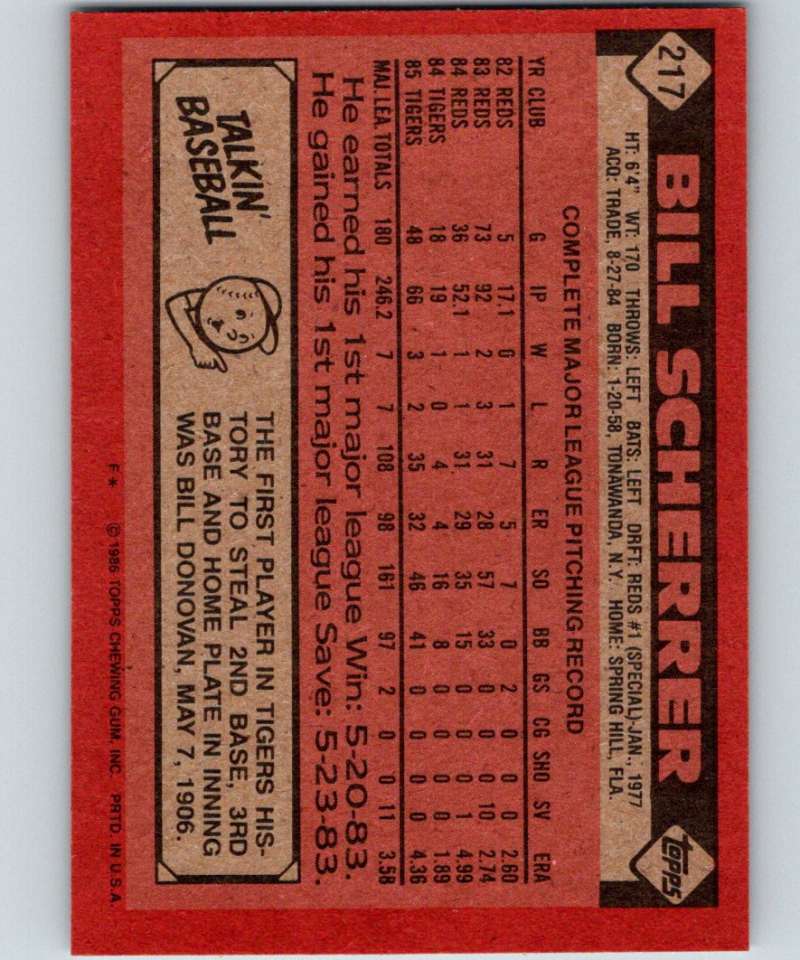 217
BILL SCHERRER
topps
HT: 6'4" WT: 170 THROWS: LEFT BATS: LEFT DRFT: REDS #1 (SPECIAL)-JAN., 1977
ACQ: TRADE, 8-27-84 BORN: 1-20-58, TONAWANDA, N.Y. HOME: SPRING HILL, FLA.
COMPLETE MAJOR LEAGUE PITCHING RECORD
YR CLUB G IP W L R ER SO BB GS CG SHO SV ERA
82 REDS 5 17.1 0 1 7 5 7 0 2 0 0 0 2.60
83 REDS 73 92 2 3 31 28 57 33 0 0 0 10 2.74
84 REDS 36 52.1 1 1 31 29 35 15 0 0 0 1 4.99
84 TIGERS 18 19 1 0 4 4 16 8 0 0 0 0 1.89
85 TIGERS 48 66 3 2 35 32 46 41 0 0 0 0 4.36
MAJ.LEA. TOTALS 180 246.2 7 7 108 98 161 97 2 0 0 11 3.58
He earned his 1st major league Win: 5-20-83.
He gained his 1st major league Save: 5-23-83.
TALKIN'
BASEBALL
THE FIRST PLAYER IN TIGERS HIS-
TORY TO STEAL 2ND BASE, 3RD
BASE AND HOME PLATE IN INNING
WAS BILL DONOVAN, MAY 7, 1906.
F* © 1986 TOPPS CHEWING GUM, INC. PRTD. IN U.S.A.